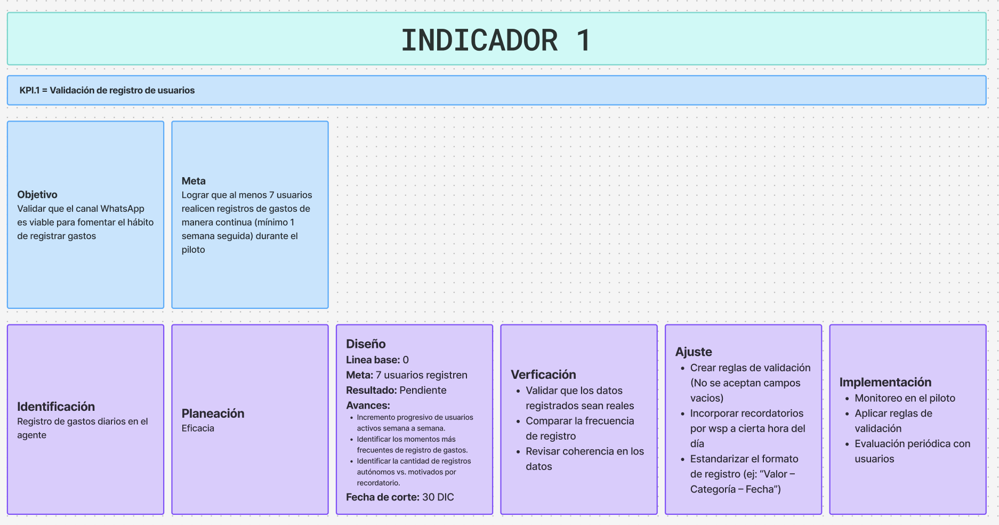 INDICADOR 1
KPI.1 = Validación de registro de usuarios
Objetivo
Validar que el canal WhatsApp
es viable para fomentar el hábito
de registrar gastos
Meta
Lograr que al menos 7 usuarios
realicen registros de gastos de
manera continua (mínimo 1
semana seguida) durante el
piloto
Identificación
Registro de gastos diarios en el
agente
Planeación
Eficacia
Diseño
Linea base: 0
Meta: 7 usuarios registren
Resultado: Pendiente
Avances:
• Incremento progresivo de usuarios
activos semana a semana.
• Identificar los momentos más
frecuentes de registro de gastos.
• Identificar la cantidad de registros
autónomos vs. motivados por
recordatorio.
Fecha de corte: 30 DIC
Verficación
• Validar que los datos
registrados sean reales
• Comparar la frecuencia
de registro
• Revisar coherencia en los
datos
Ajuste
• Crear reglas de validación
(No se aceptan campos
vacios)
• Incorporar recordatorios
por wsp a cierta hora del
día
• Estandarizar el formato
de registro (ej: “Valor –
Categoría – Fecha”)
Implementación
• Monitoreo en el piloto
• Aplicar reglas de
validación
• Evaluación periódica con
usuarios